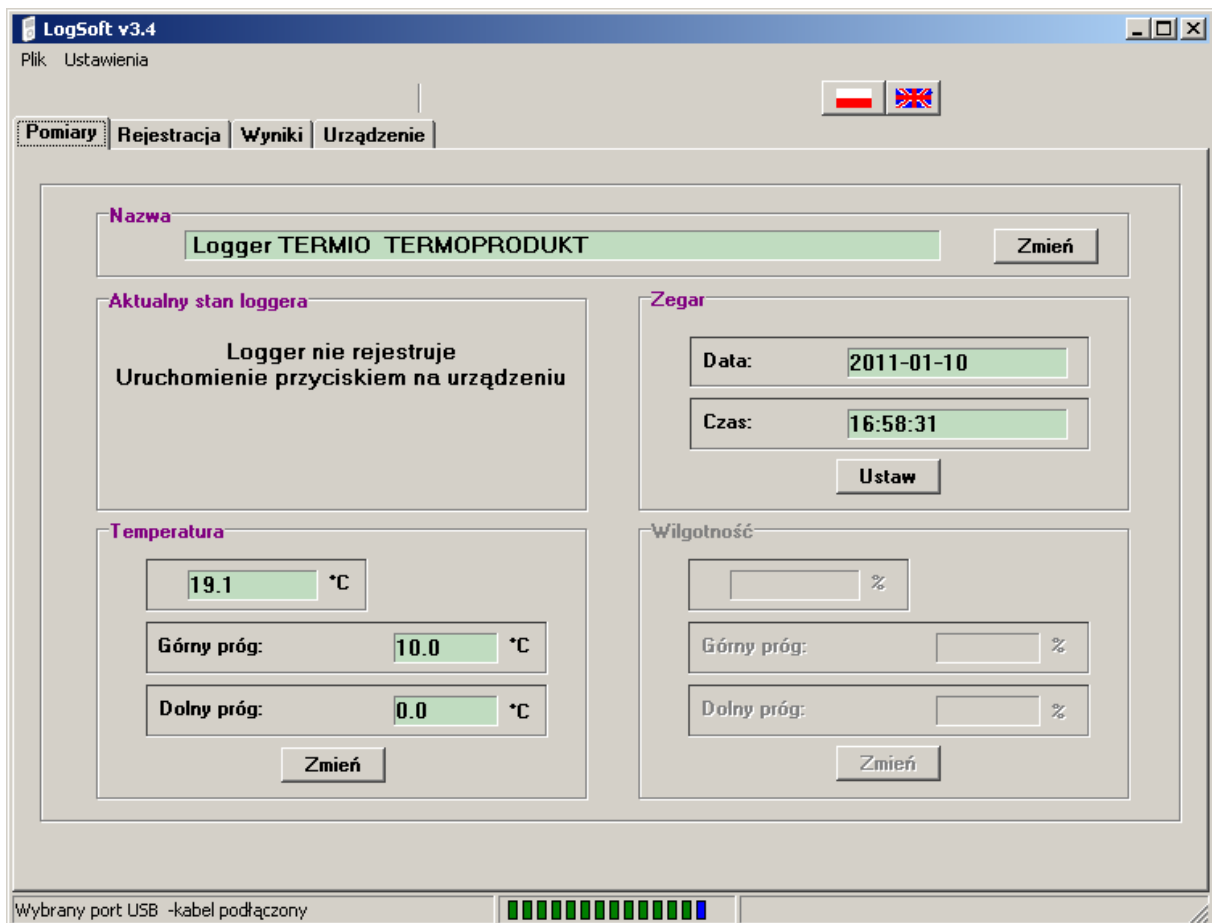 LogSoft v3.4
Plik Ustawienia
Pomiary Rejestracja Wyniki Urządzenie
Nazwa
Logger TERMIO TERMOPRODUKT
Zmień
Aktualny stan loggera
Logger nie rejestruje
Uruchomienie przyciskiem na urządzeniu
Zegar
Data: 2011-01-10
Czas: 16:58:31
Ustaw
Temperatura
19.1 °C
Górny próg: 10.0 °C
Dolny próg: 0.0 °C
Zmień
Wilgotność
%
Górny próg: %
Dolny próg: %
Zmień
Wybrany port USB -kabel podłączony